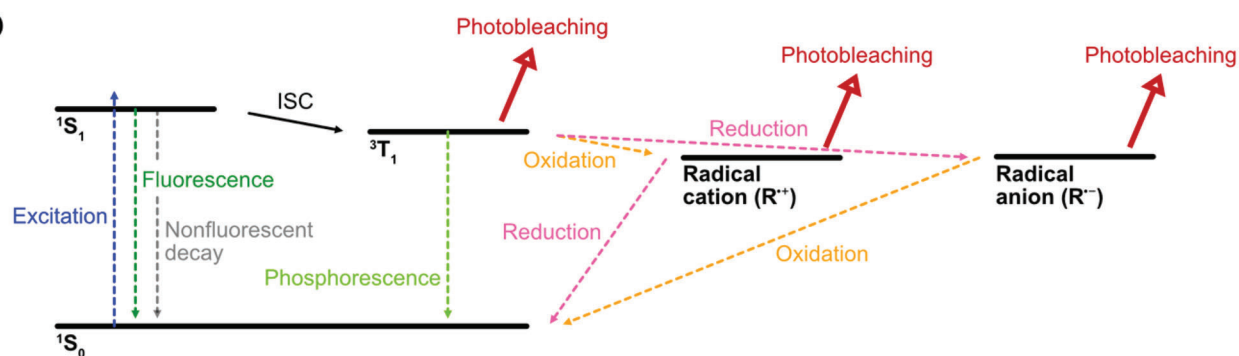 )
Photobleaching
Photobleaching
Photobleaching
ISC
¹S₁
³T₁
Reduction
Oxidation
Radical
cation (R•⁺)
Radical
anion (R•⁻)
Fluorescence
Excitation
Nonfluorescent
decay
Reduction
Oxidation
Phosphorescence
¹S₀